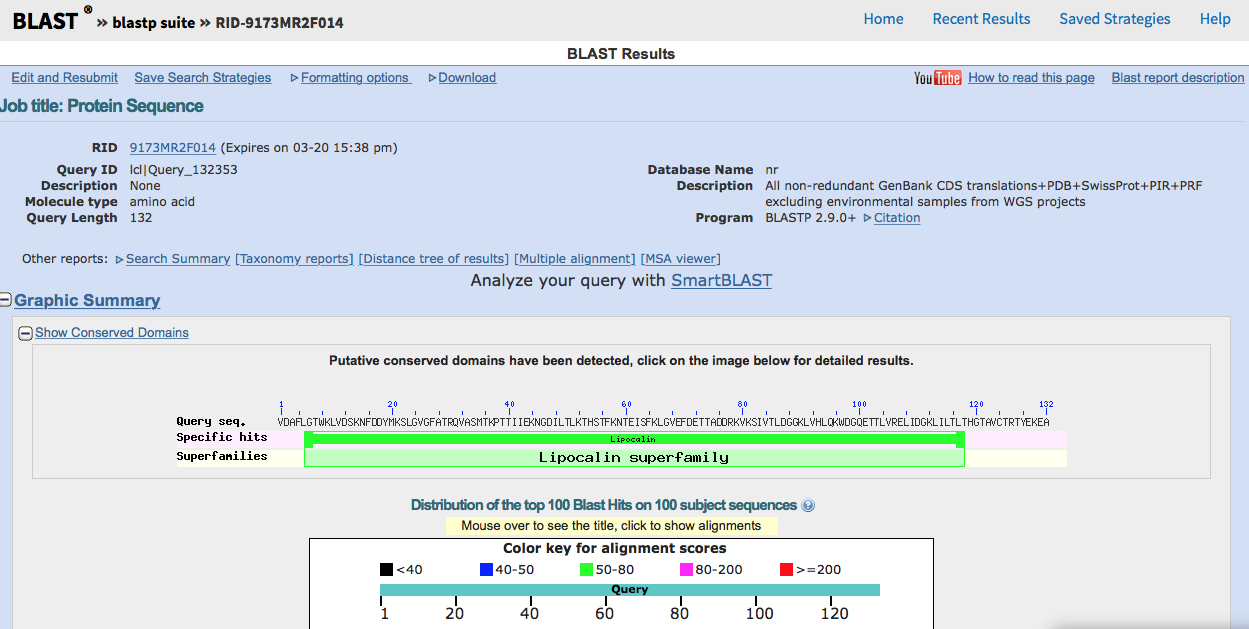 BLAST ® » blastp suite » RID-9173MR2F014 Home Recent Results Saved Strategies Help
BLAST Results
Edit and Resubmit Save Search Strategies Formatting options Download YouTube How to read this page Blast report description
Job title: Protein Sequence
RID 9173MR2F014 (Expires on 03-20 15:38 pm)
Query ID lcl|Query_132353 Database Name nr
Description None Description All non-redundant GenBank CDS translations+PDB+SwissProt+PIR+PRF
Molecule type amino acid excluding environmental samples from WGS projects
Query Length 132 Program BLASTP 2.9.0+ Citation
Other reports: Search Summary [Taxonomy reports] [Distance tree of results] [Multiple alignment] [MSA viewer]
Analyze your query with SmartBLAST
Graphic Summary
Show Conserved Domains
Putative conserved domains have been detected, click on the image below for detailed results.
1 20 40 60 80 100 120 132
Query seq. VDAFLGTWKLVDSKNFDDYMKSLGVGFATRQVASMTKPTTIIEKNGDILTLKTHSTFKNTEISFKLGVEFDETTADDRKVKSIVTLDGGKLVHLQKWDGQETTLVRELIDGKLILTLTHGTAVCTRTYEKEA
Specific hits Lipocalin
Superfamilies Lipocalin superfamily
Distribution of the top 100 Blast Hits on 100 subject sequences ?
Mouse over to see the title, click to show alignments
Color key for alignment scores
<40 40-50 50-80 80-200 >=200
Query
1 20 40 60 80 100 120